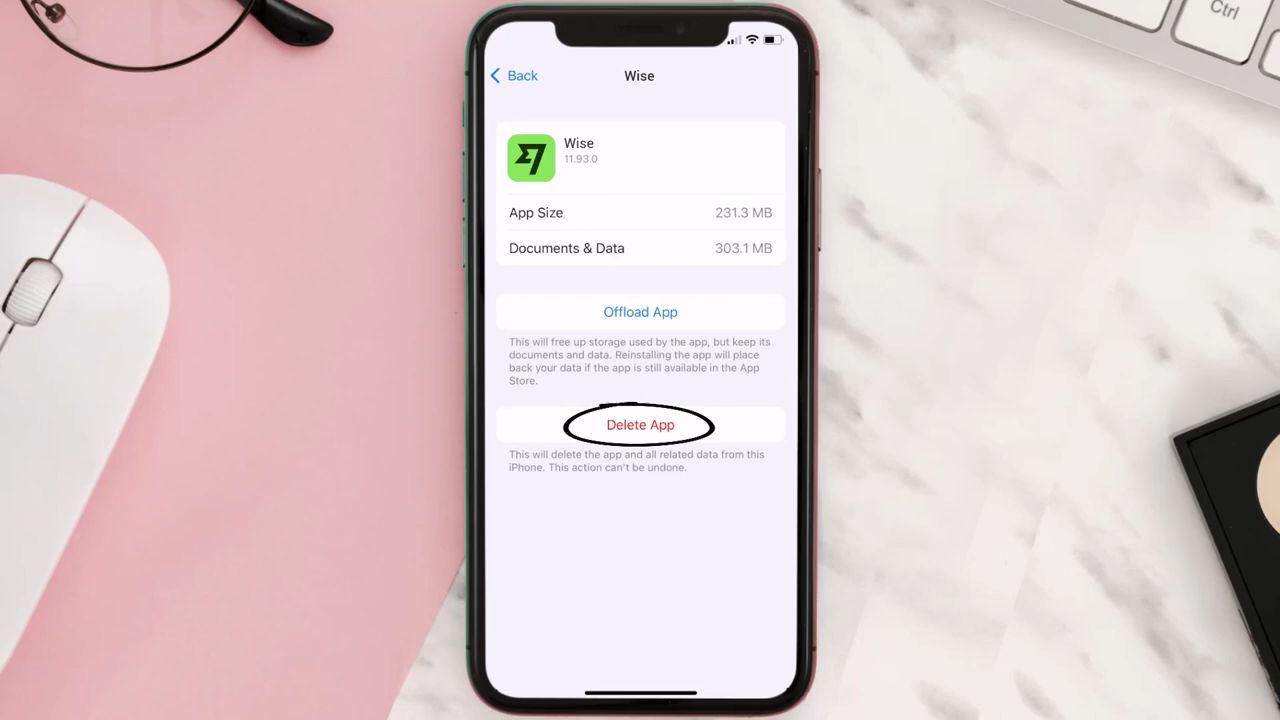 Ctrl
Back
Wise
Wise
11.93.0
App Size 231.3 MB
Documents & Data 303.1 MB
Offload App
This will free up storage used by the app, but keep its
documents and data. Reinstalling the app will place
back your data if the app is still available in the App
Store.
Delete App
This will delete the app and all related data from this
iPhone. This action can't be undone.